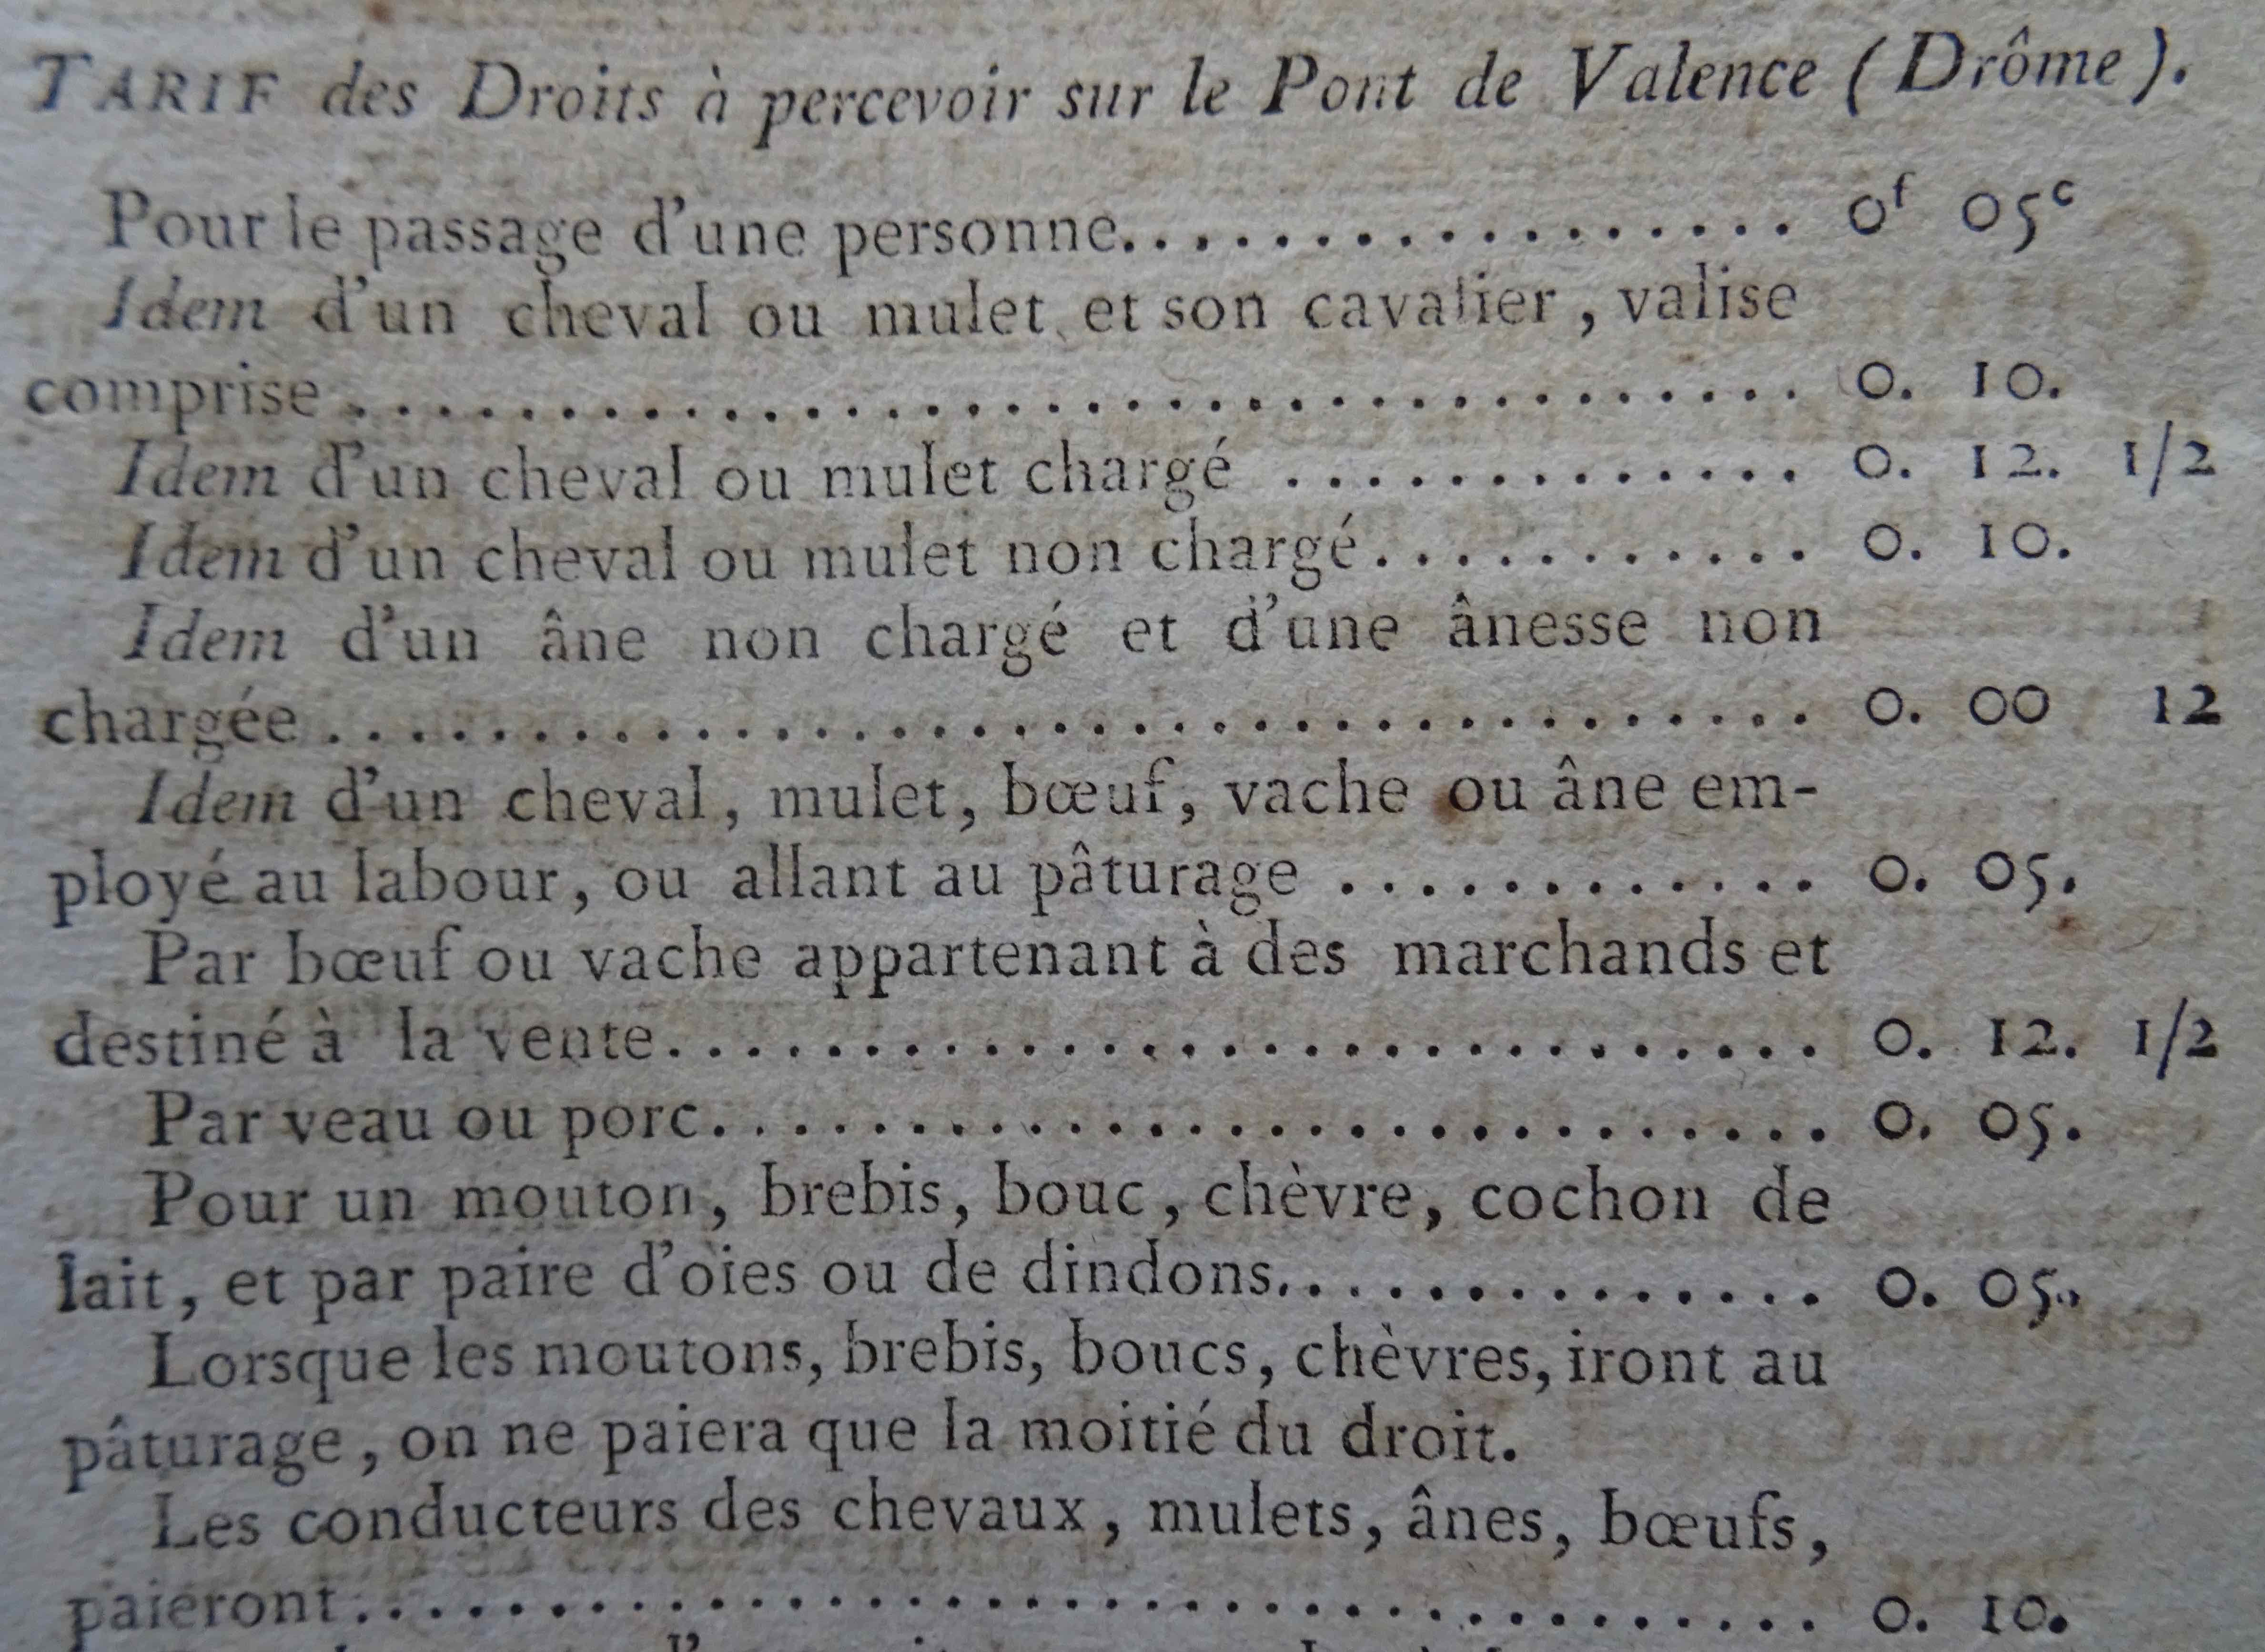 TARIF des Droits à percevoir sur le Pont de Valence (Drôme).
Pour le passage d'une personne................. 0f 05c
Idem d'un cheval ou mulet et son cavalier, valise
comprise.................................... 0. 10.
Idem d'un cheval ou mulet chargé ............. 0. 12. 1/2
Idem d'un cheval ou mulet non chargé........... 0. 10.
Idem d'un âne non chargé et d'une ânesse non
chargée..................................... 0. 00 12
Idem d'un cheval, mulet, bœuf, vache ou âne em-
ployé au labour, ou allant au pâturage ............ 0. 05.
Par bœuf ou vache appartenant à des marchands et
destiné à la vente............................. 0. 12. 1/2
Par veau ou porc............................ 0. 05.
Pour un mouton, brebis, bouc, chèvre, cochon de
lait, et par paire d'oies ou de dindons.............. 0. 05.
Lorsque les moutons, brebis, boucs, chèvres, iront au
pâturage, on ne paiera que la moitié du droit.
Les conducteurs des chevaux, mulets, ânes, bœufs,
paieront.................................... 0. 10.